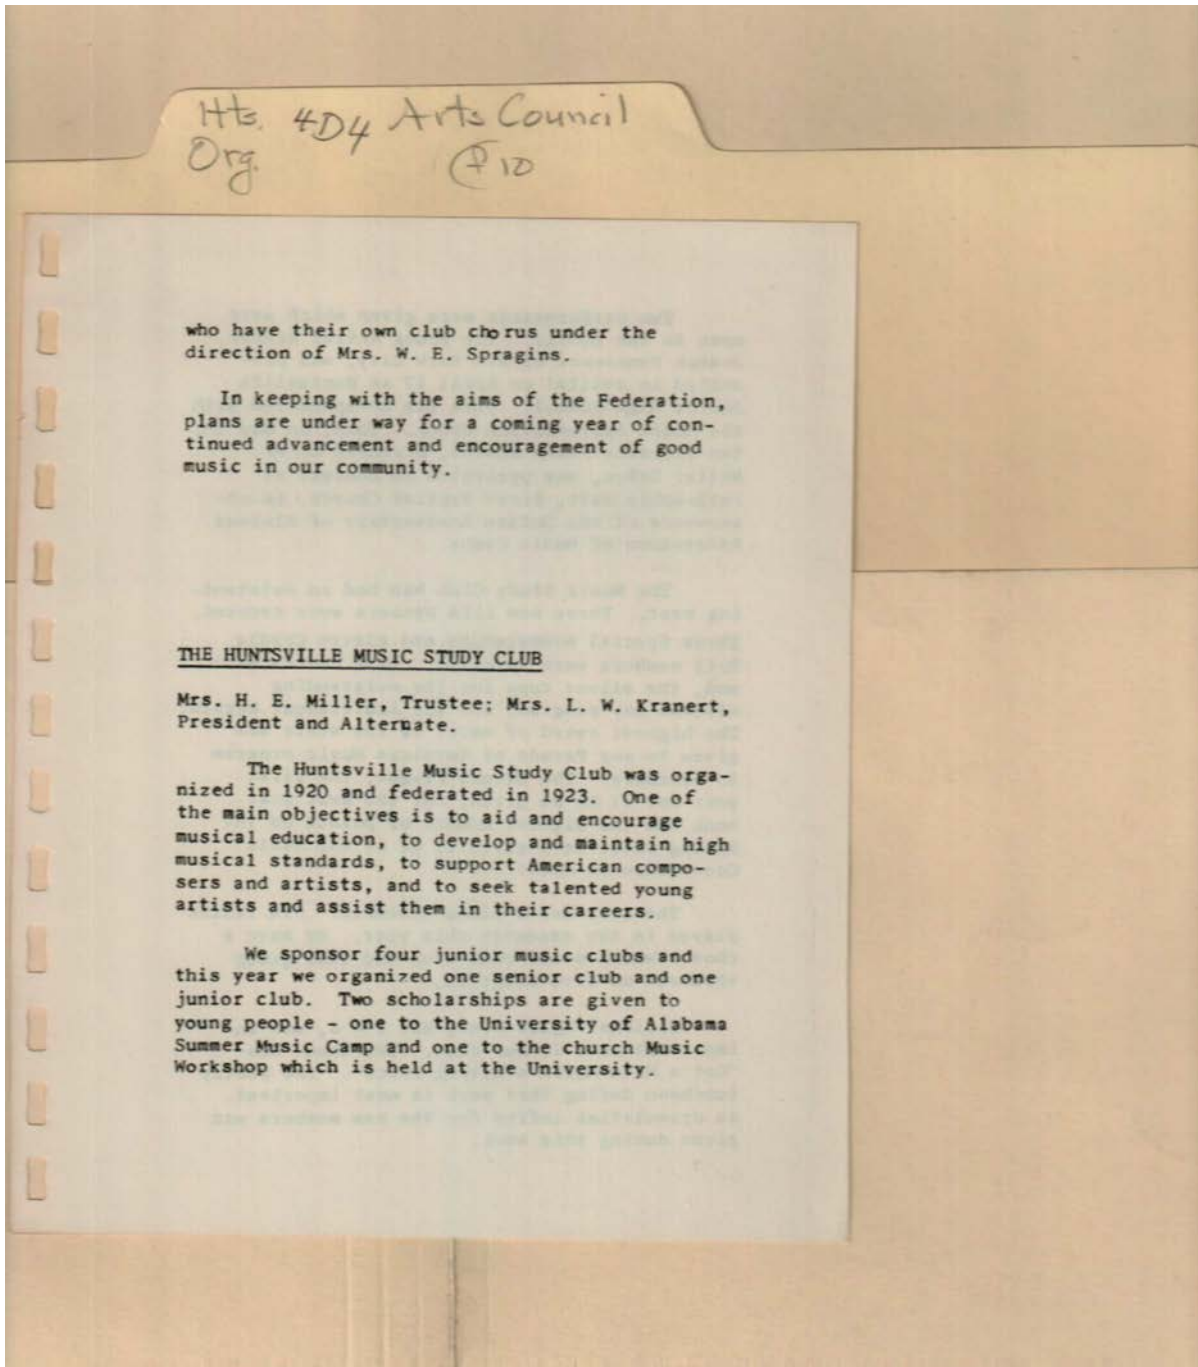 Hts. 4D4 Arts Council
Org. 10
who have their own club chorus under the
direction of Mrs. W. E. Spragins.
In keeping with the aims of the Federation,
plans are under way for a coming year of con-
tinued advancement and encouragement of good
music in our community.
THE HUNTSVILLE MUSIC STUDY CLUB
Mrs. H. E. Miller, Trustee; Mrs. L. W. Kranert,
President and Alternate.
The Huntsville Music Study Club was orga-
nized in 1920 and federated in 1923. One of
the main objectives is to aid and encourage
musical education, to develop and maintain high
musical standards, to support American compo-
sers and artists, and to seek talented young
artists and assist them in their careers.
We sponsor four junior music clubs and
this year we organized one senior club and one
junior club. Two scholarships are given to
young people - one to the University of Alabama
Summer Music Camp and one to the church Music
Workshop which is held at the University.